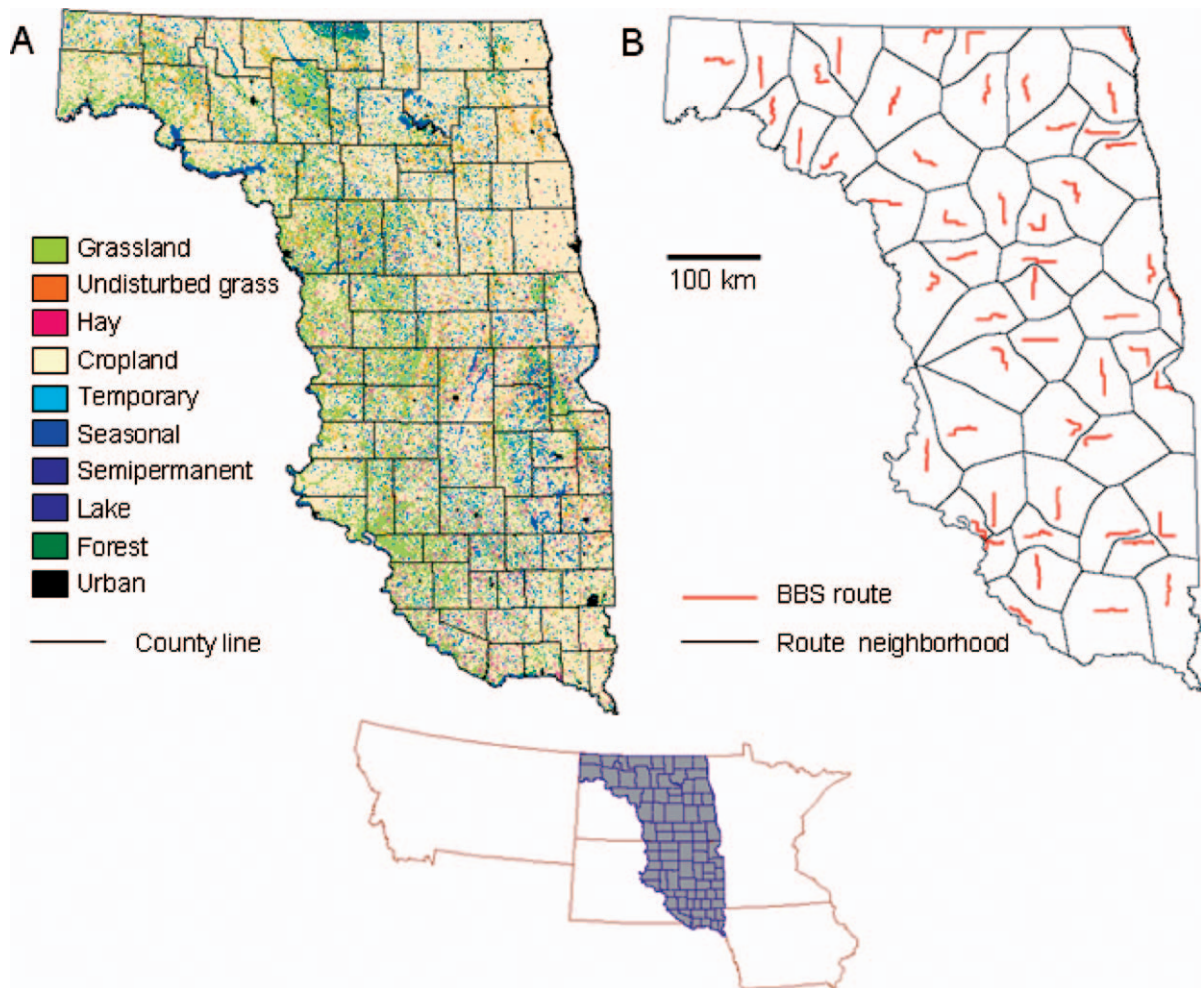 A
Grassland
Undisturbed grass
Hay
Cropland
Temporary
Seasonal
Semipermanent
Lake
Forest
Urban
County line
B
100 km
BBS route
Route neighborhood